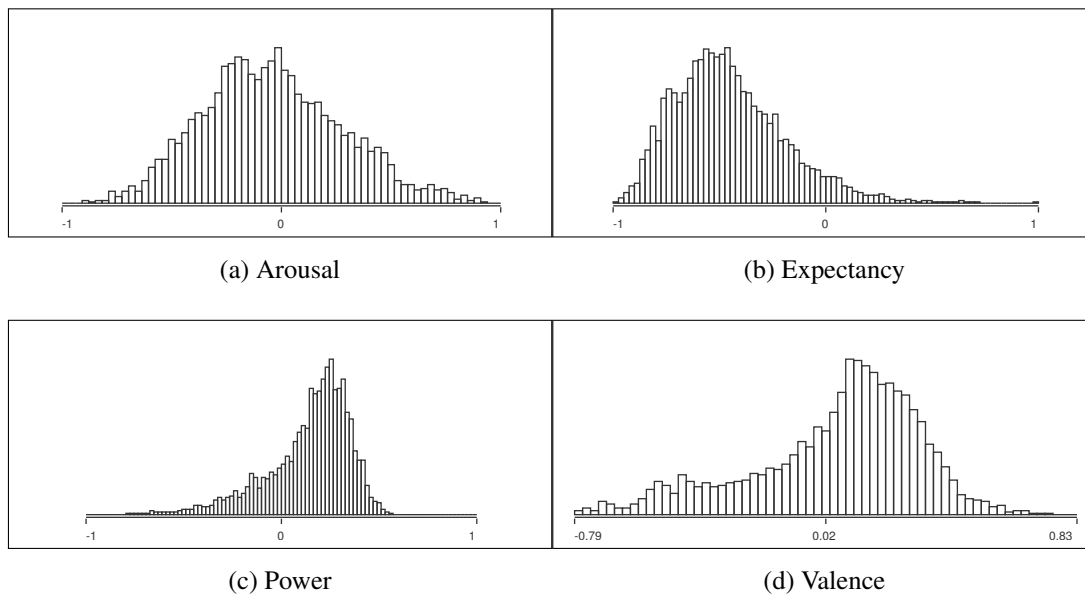 -1 0 1
-1 0 1
(a) Arousal
(b) Expectancy
-1 0 1
-0.79 0.02 0.83
(c) Power
(d) Valence